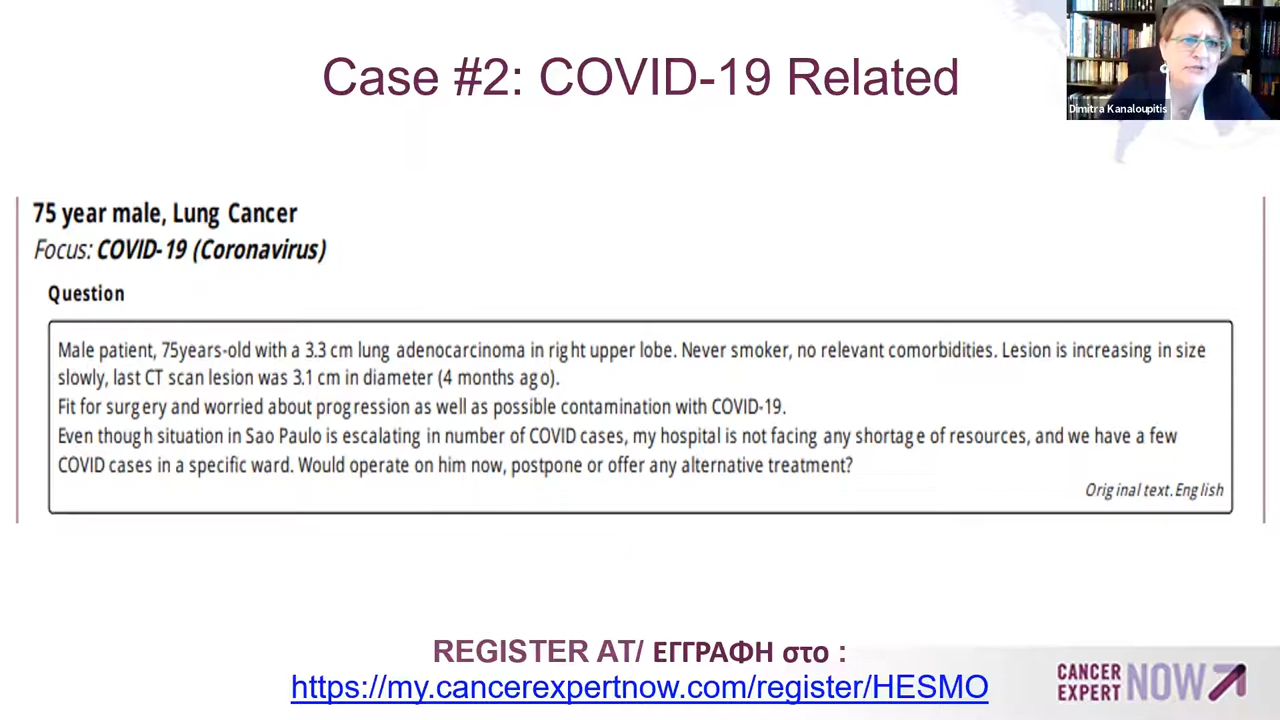 Case #2: COVID-19 Related
Dimitra Kanaloupitis
75 year male, Lung Cancer
Focus: COVID-19 (Coronavirus)
Question
Male patient, 75years-old with a 3.3 cm lung adenocarcinoma in right upper lobe. Never smoker, no relevant comorbidities. Lesion is increasing in size
slowly, last CT scan lesion was 3.1 cm in diameter (4 months ago).
Fit for surgery and worried about progression as well as possible contamination with COVID-19.
Even though situation in Sao Paulo is escalating in number of COVID cases, my hospital is not facing any shortage of resources, and we have a few
COVID cases in a specific ward. Would operate on him now, postpone or offer any alternative treatment?
Original text.English
REGISTER AT/ ΕΓΓΡΑΦΗ στο :
https://my.cancerexpertnow.com/register/HESMO
CANCER
EXPERT NOW